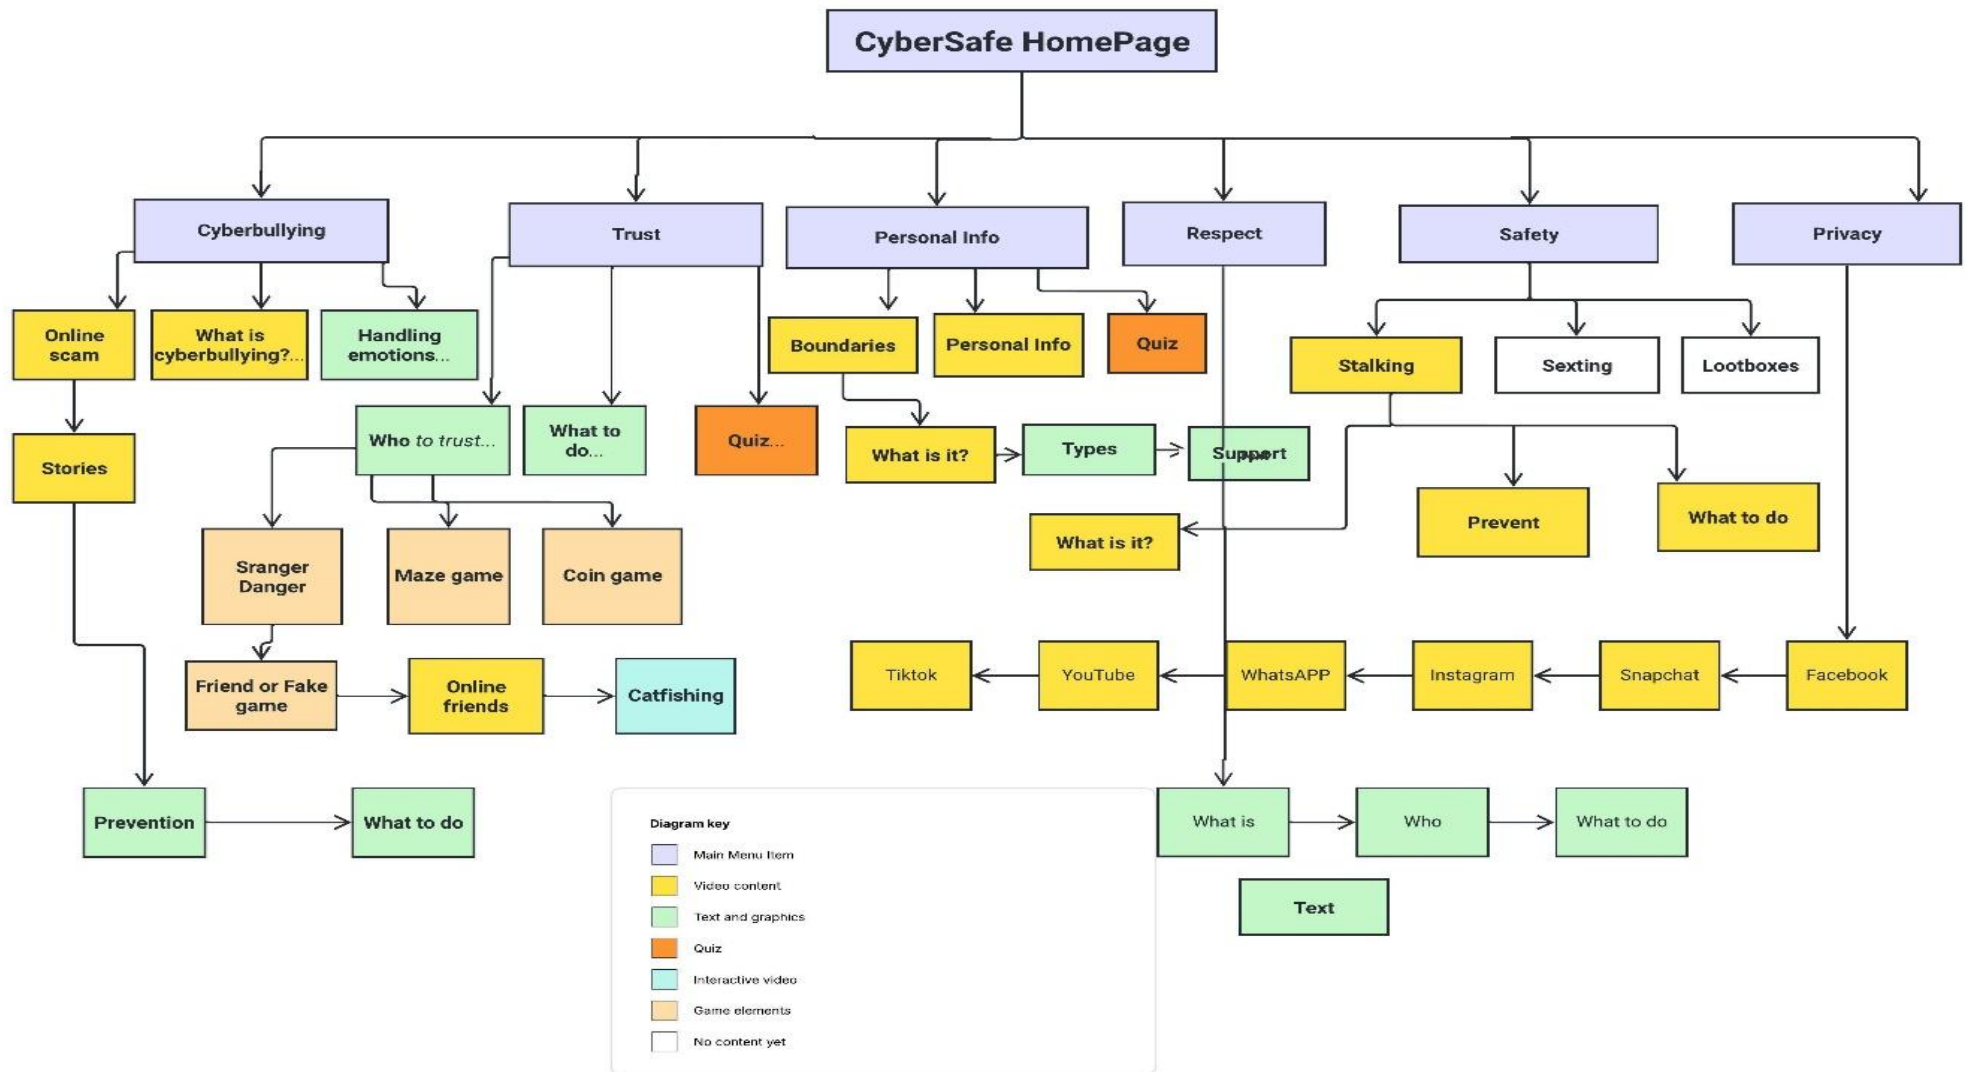 CyberSafe HomePage
Cyberbullying
Trust
Personal Info
Respect
Safety
Privacy
Online
scam
What is
cyberbullying?...
Handling
emotions...
Boundaries
Personal Info
Quiz
Stalking
Sexting
Lootboxes
Stories
Who to trust...
What to
do...
Quiz...
What is it?
Types
Support
What is it?
Prevent
What to do
Sranger
Danger
Maze game
Coin game
Friend or Fake
game
Online
friends
Catfishing
Tiktok
YouTube
WhatsAPP
Instagram
Snapchat
Facebook
Prevention
What to do
What is
Who
What to do
Text
Diagram key
Main Menu Item
Video content
Text and graphics
Quiz
Interactive video
Game elements
No content yet